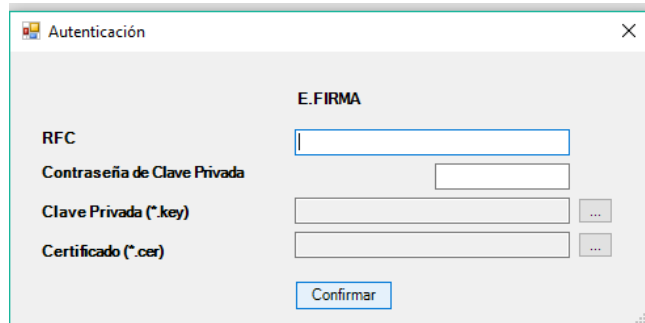 Autenticación
E.FIRMA
RFC
Contraseña de Clave Privada
Clave Privada (*.key)
...
Certificado (*.cer)
...
Confirmar